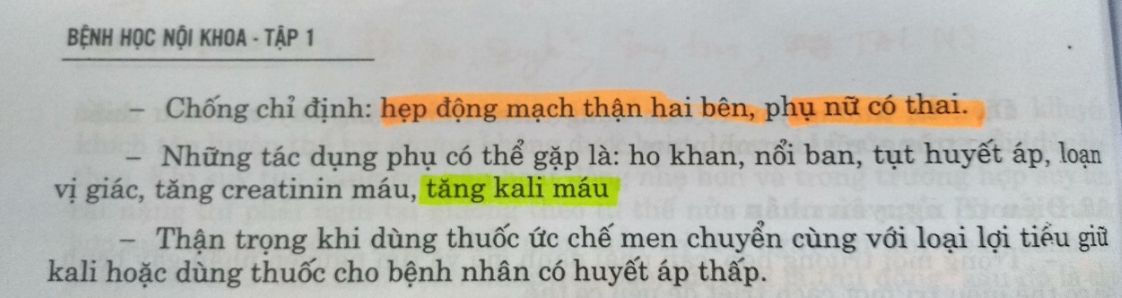 BỆNH HỌC NỘI KHOA - TẬP 1
– Chống chỉ định: hẹp động mạch thận hai bên, phụ nữ có thai.
– Những tác dụng phụ có thể gặp là: ho khan, nổi ban, tụt huyết áp, loạn
vị giác, tăng creatinin máu, tăng kali máu
– Thận trọng khi dùng thuốc ức chế men chuyển cùng với loại lợi tiểu giữ
kali hoặc dùng thuốc cho bệnh nhân có huyết áp thấp.